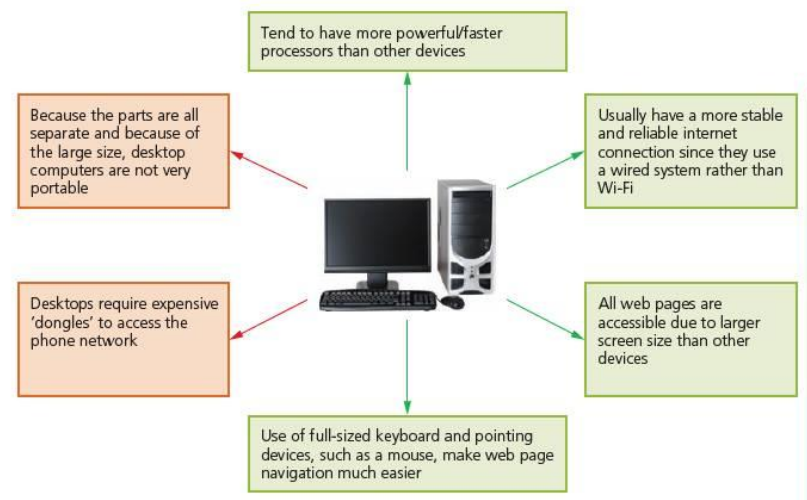 Tend to have more powerful/faster
processors than other devices
Because the parts are all
separate and because of
the large size, desktop
computers are not very
portable
Usually have a more stable
and reliable internet
connection since they use
a wired system rather than
Wi-Fi
Desktops require expensive
‘dongles’ to access the
phone network
All web pages are
accessible due to larger
screen size than other
devices
Use of full-sized keyboard and pointing
devices, such as a mouse, make web page
navigation much easier